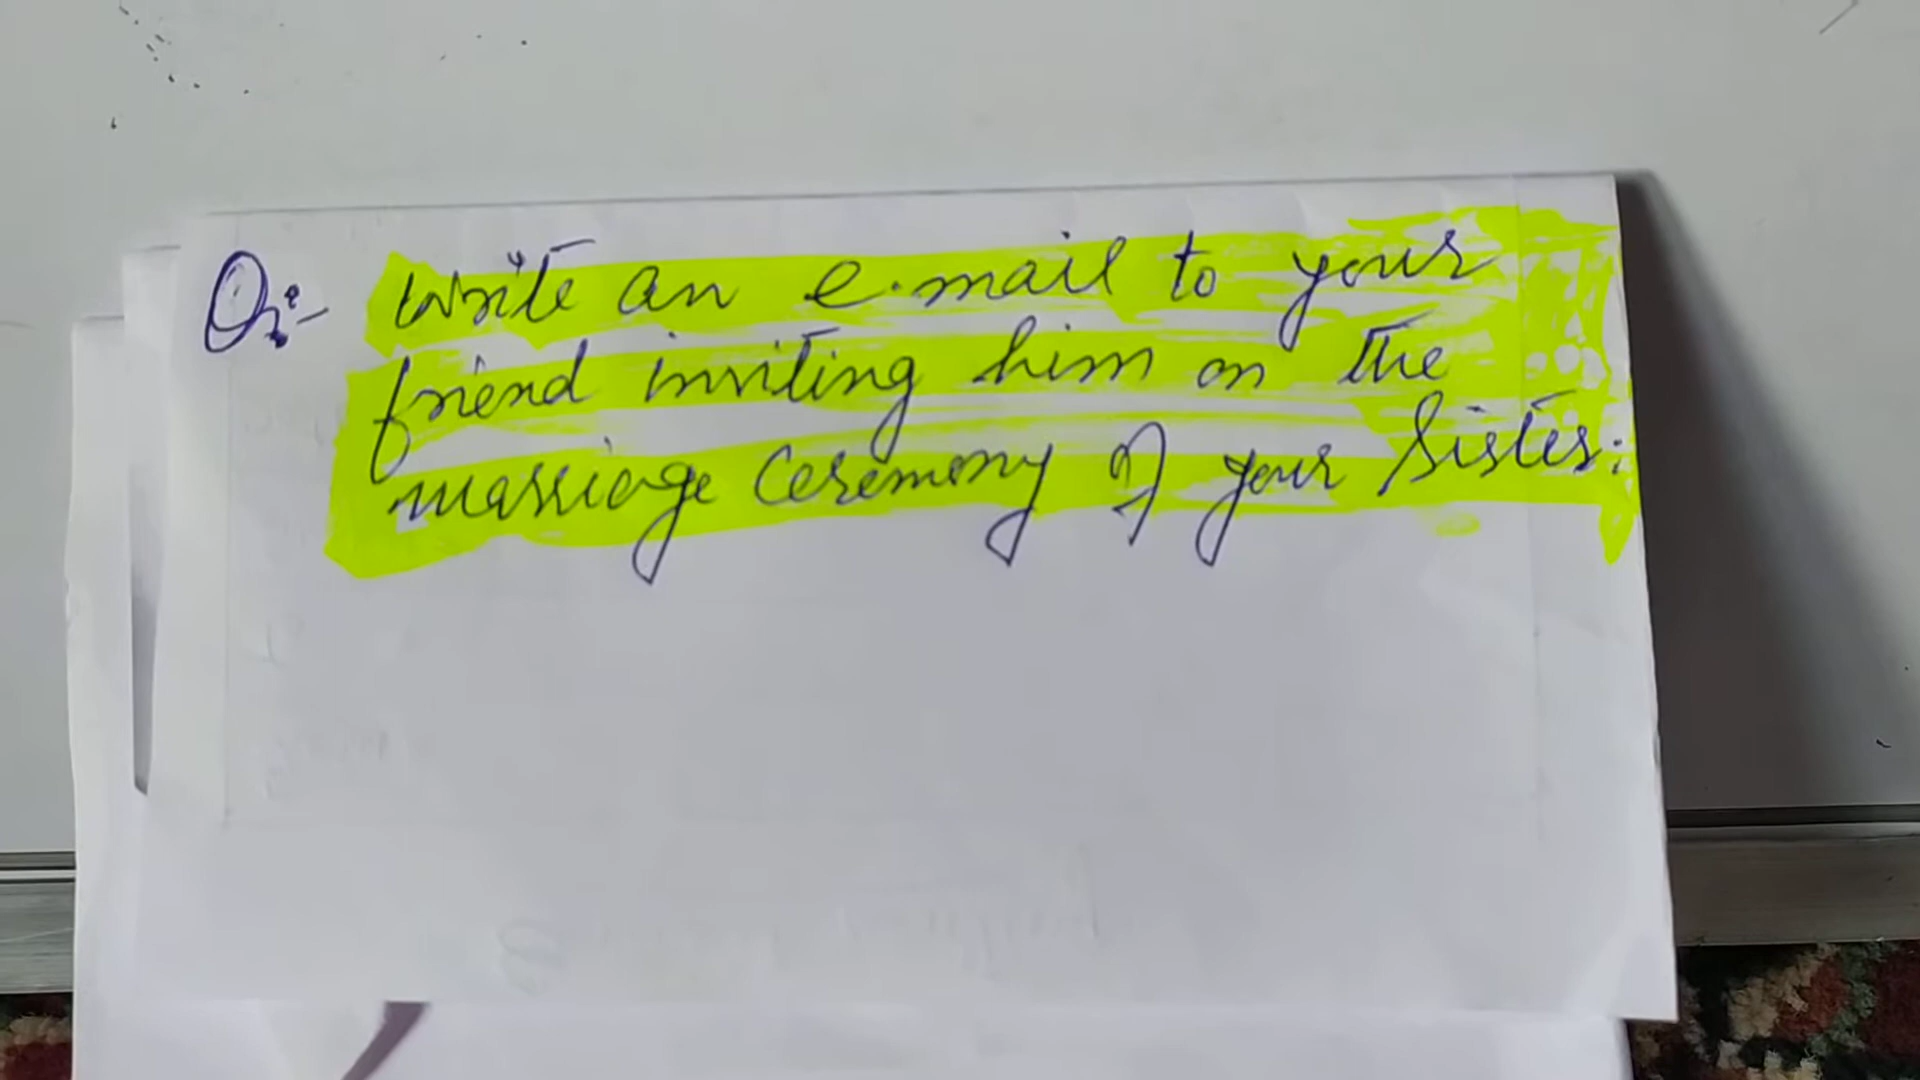 Q:- Write an e.mail to your
friend inviting him on the
marriage Ceremony of your Sister: